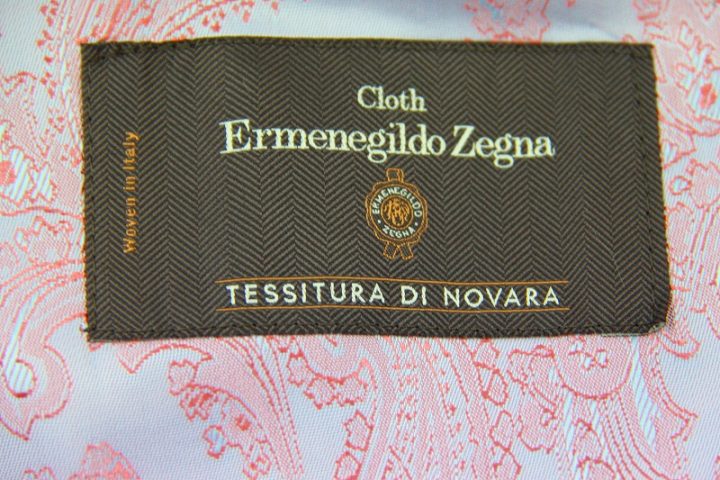 Cloth
Ermenegildo Zegna
ERMENEGILDO
ZEGNA
TESSITURA DI NOVARA
Woven in Italy